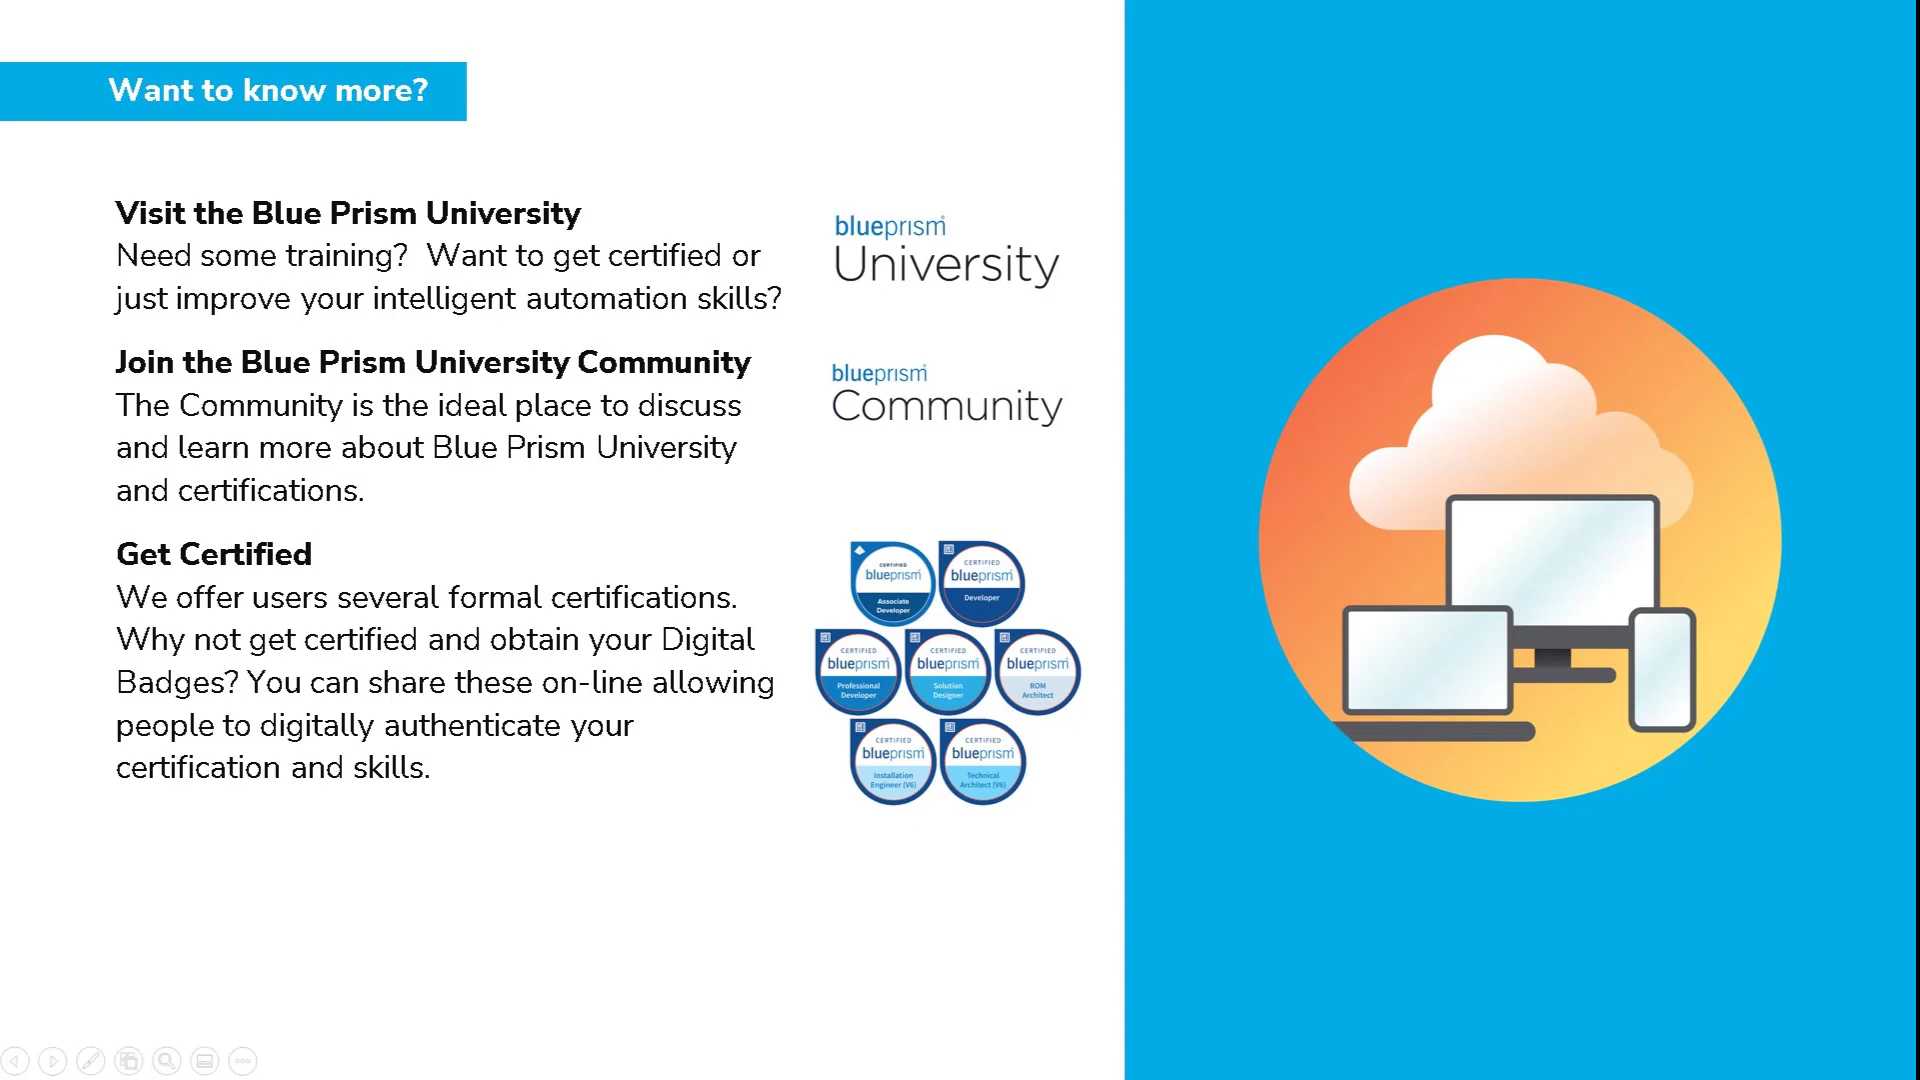 Want to know more?
Visit the Blue Prism University
Need some training?  Want to get certified or
just improve your intelligent automation skills?
blueprism®
University
Join the Blue Prism University Community
The Community is the ideal place to discuss
and learn more about Blue Prism University
and certifications.
blueprism®
Community
Get Certified
We offer users several formal certifications.
Why not get certified and obtain your Digital
Badges? You can share these on-line allowing
people to digitally authenticate your
certification and skills.
CERTIFIED
blueprism
Associate
Developer
CERTIFIED
blueprism
Developer
CERTIFIED
blueprism
Professional
Developer
CERTIFIED
blueprism
Solution
Designer
CERTIFIED
blueprism
ROM
Architect
CERTIFIED
blueprism
Installation
Engineer (V6)
CERTIFIED
blueprism
Technical
Architect (V6)